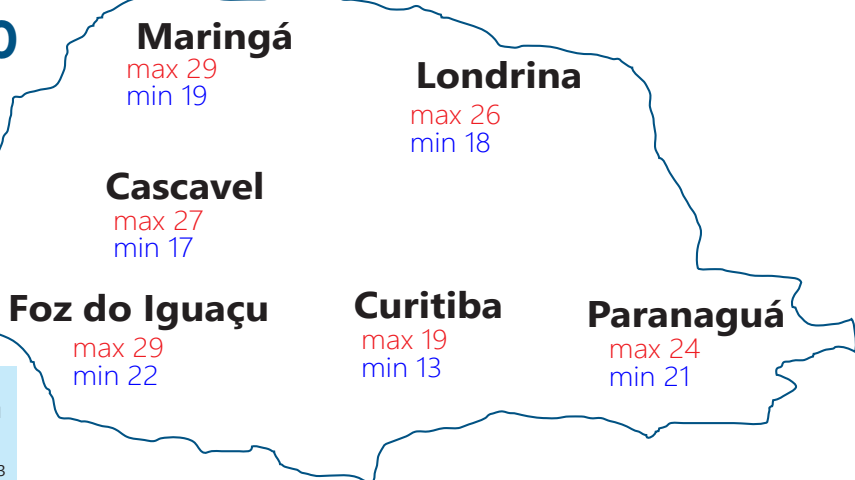 Maringá
max 29
min 19
Londrina
max 26
min 18
Cascavel
max 27
min 17
Foz do Iguaçu
max 29
min 22
Curitiba
max 19
min 13
Paranaguá
max 24
min 21